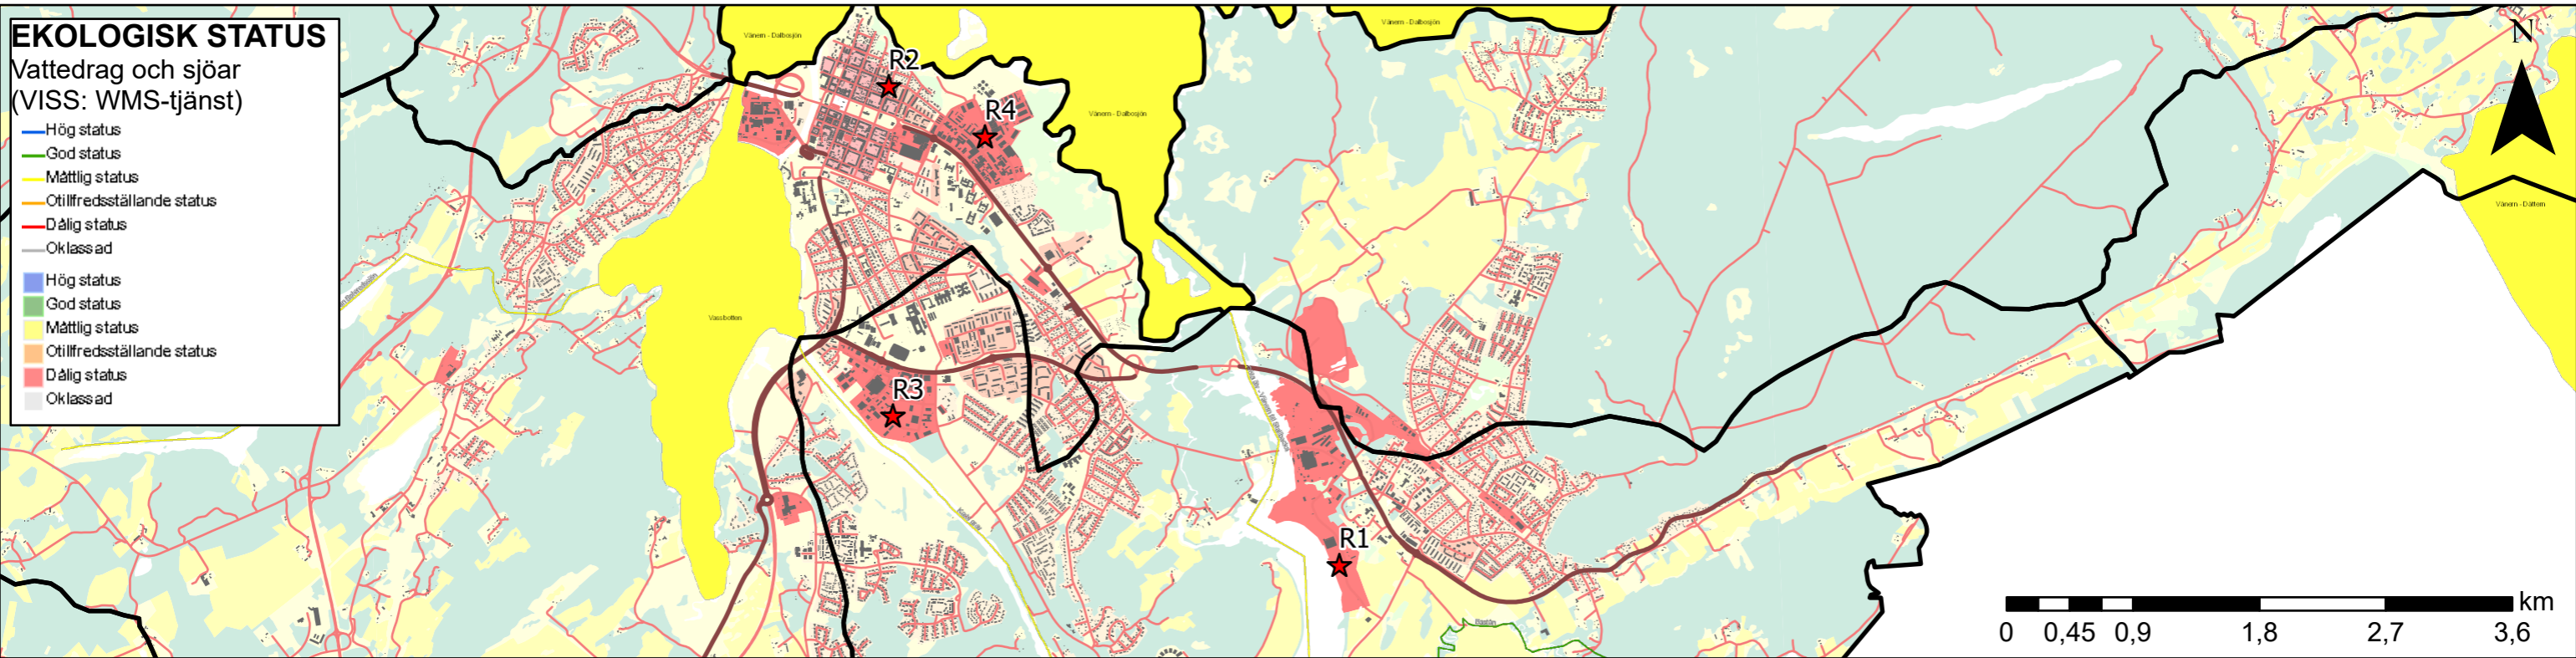 EKOLOGISK STATUS
Vattedrag och sjöar
(VISS: WMS-tjänst)
Hög status
God status
Måttlig status
Otillfredsställande status
Dålig status
Oklassad
Hög status
God status
Måttlig status
Otillfredsställande status
Dålig status
Oklassad
Vänern - Dalbosjön
Vänern - Dalbosjön
Vänern - Dalbosjön
Vänern - Dättern
Vassbotten
R2
R4
R3
R1
N
km
0 0,45 0,9 1,8 2,7 3,6